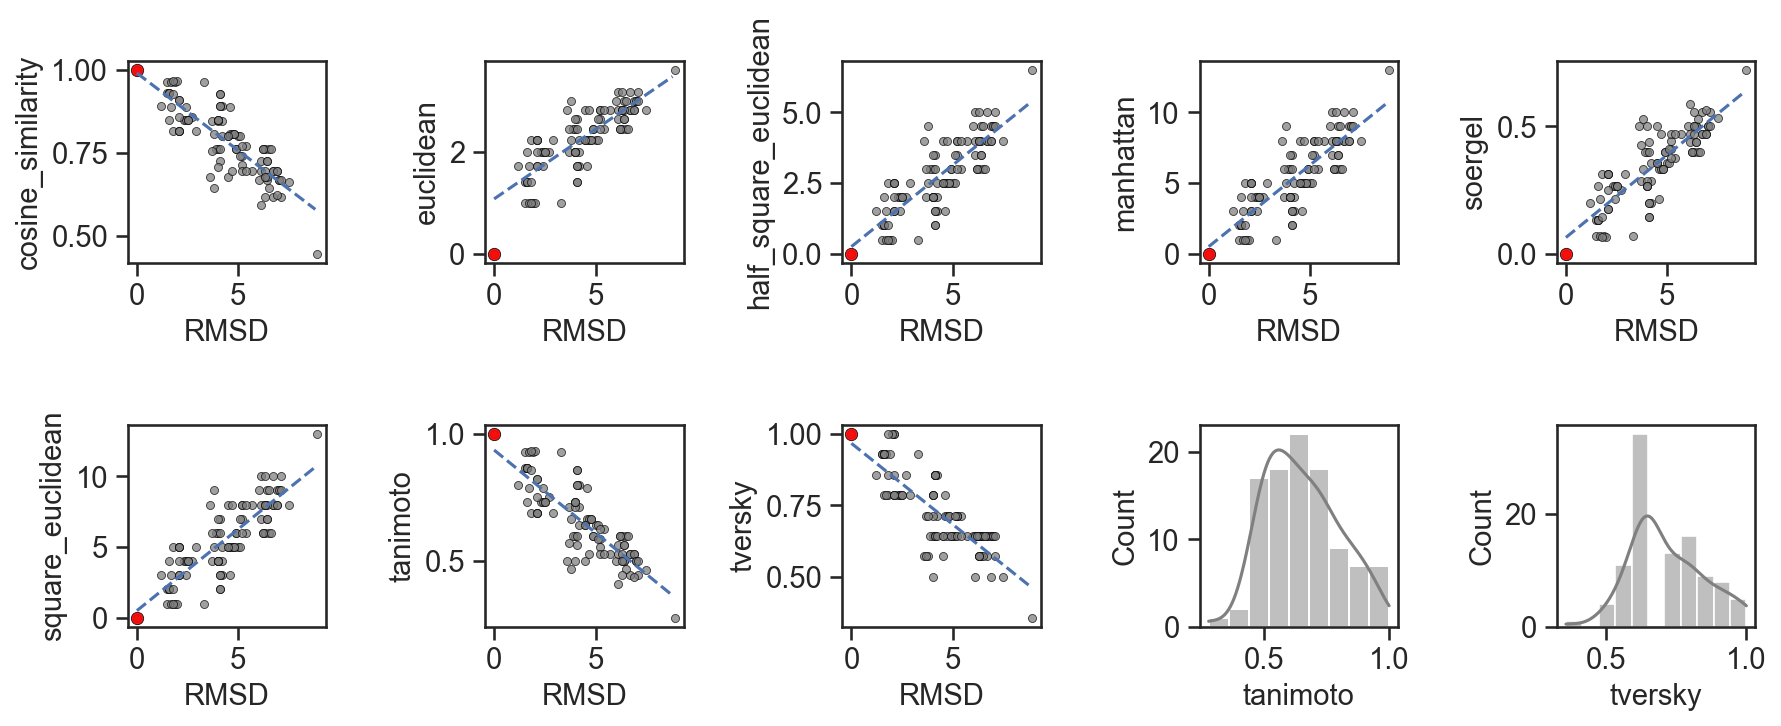 cosine_similarity
1.00
0.75
0.50
0 5
RMSD
euclidean
2
0
0 5
RMSD
half_square_euclidean
5.0
2.5
0.0
0 5
RMSD
manhattan
10
5
0
0 5
RMSD
soergel
0.5
0.0
0 5
RMSD
square_euclidean
10
5
0
0 5
RMSD
tanimoto
1.0
0.5
0 5
RMSD
tversky
1.00
0.75
0.50
0 5
RMSD
Count
20
10
0
0.5 1.0
tanimoto
Count
20
0
0.5 1.0
tversky